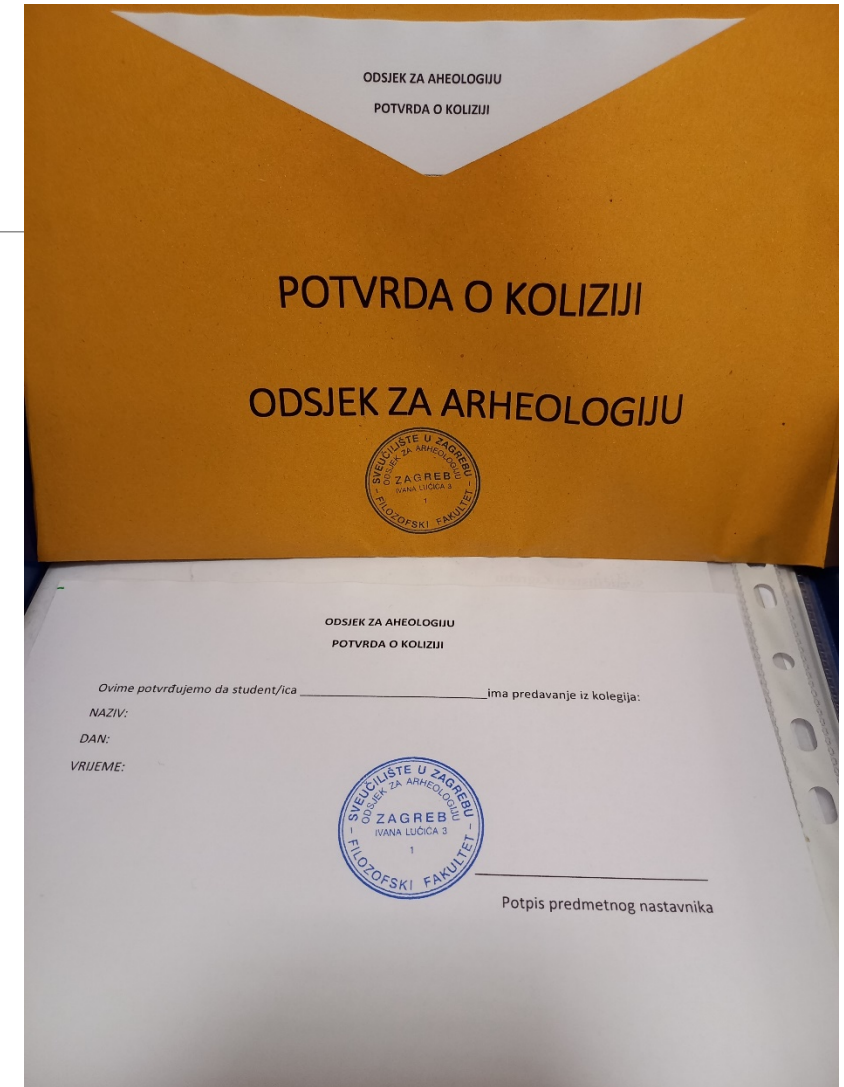 ODSJEK ZA AHEOLOGIJU
POTVRDA O KOLIZIJI
POTVRDA O KOLIZIJI
ODSJEK ZA ARHEOLOGIJU
SVEUČILIŠTE U ZAGREBU
ODSJEK ZA ARHEOLOGIJU
ZAGREB
IVANA LUČIĆA 3
1
- FILOZOFSKI FAKULTET -
ODSJEK ZA AHEOLOGIJU
POTVRDA O KOLIZIJI
Ovime potvrđujemo da student/ica ______________________________ima predavanje iz kolegija:
NAZIV:
DAN:
VRIJEME:
SVEUČILIŠTE U ZAGREBU
ODSJEK ZA ARHEOLOGIJU
ZAGREB
IVANA LUČIĆA 3
1
- FILOZOFSKI FAKULTET -
Potpis predmetnog nastavnika